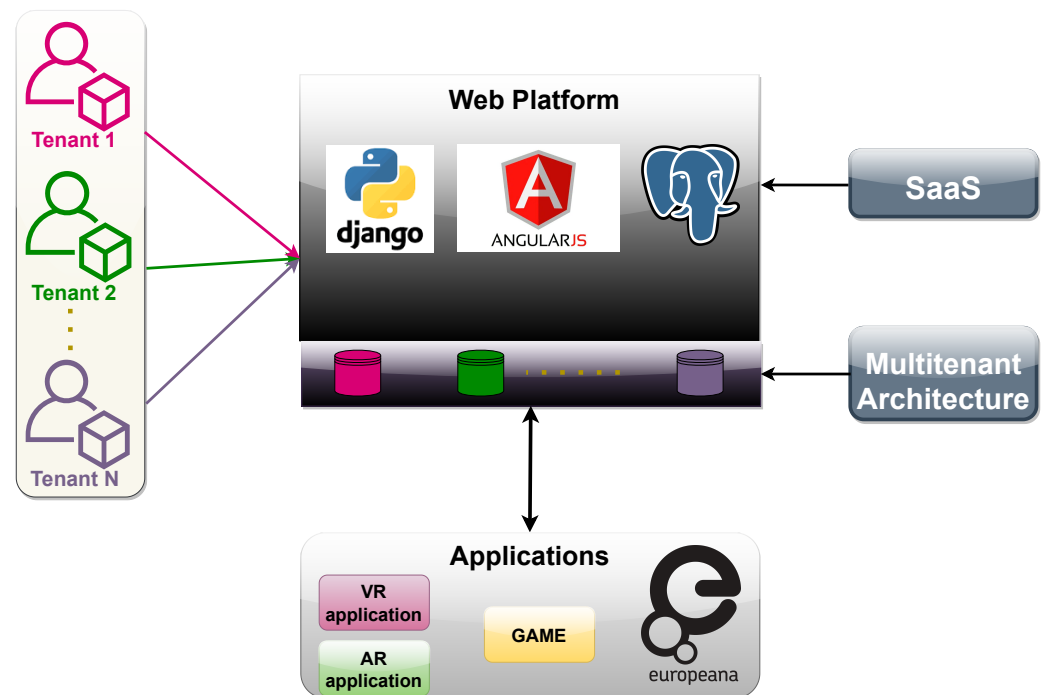 Tenant 1
Tenant 2
Tenant N
Web Platform
django
ANGULARJS
SaaS
Multitenant
Architecture
Applications
VR
application
AR
application
GAME
europeana